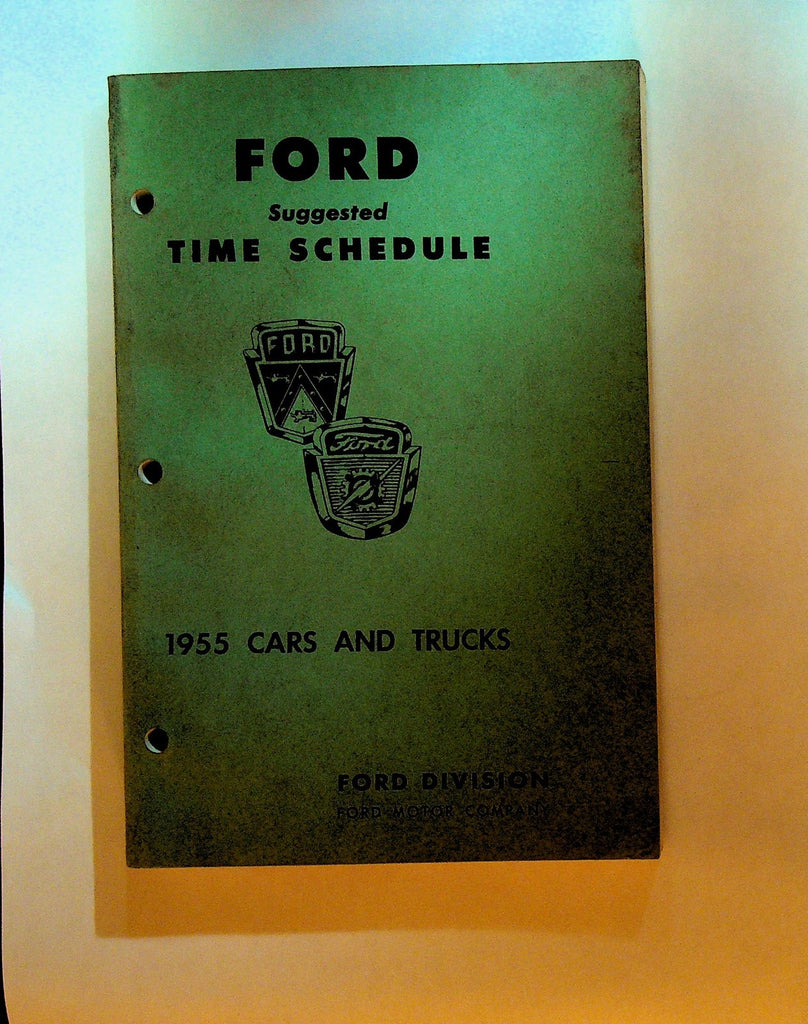 FORD
Suggested
TIME SCHEDULE
FORD
Ford
1955 CARS AND TRUCKS
FORD DIVISION
FORD MOTOR COMPANY